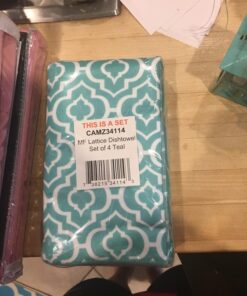 THIS IS A SET
CAMZ34114
MF Lattice Dishtowel
Set of 4 Teal